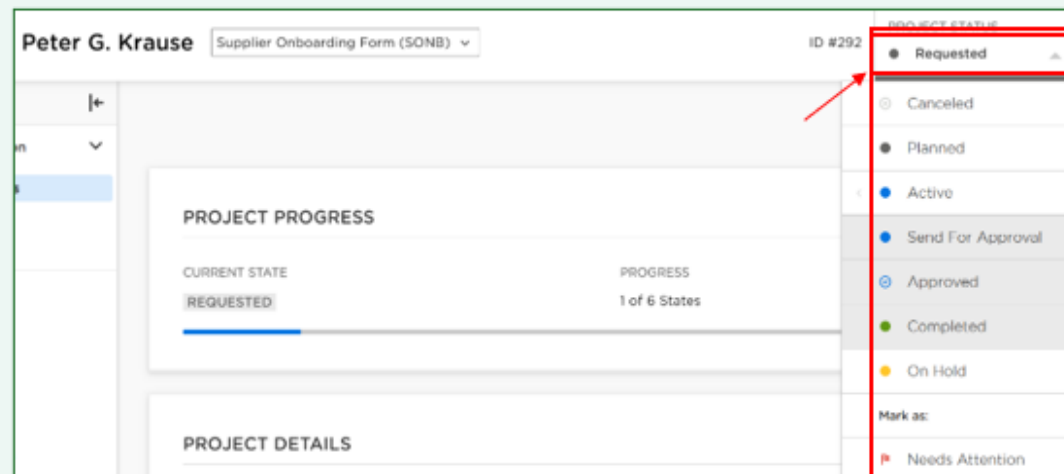 PROJECT STATUS
Peter G. Krause Supplier Onboarding Form (SONB) ID #292 Requested
Canceled
Planned
Active
Send For Approval
Approved
Completed
On Hold
Mark as:
Needs Attention
PROJECT PROGRESS
CURRENT STATE PROGRESS
REQUESTED 1 of 6 States
PROJECT DETAILS